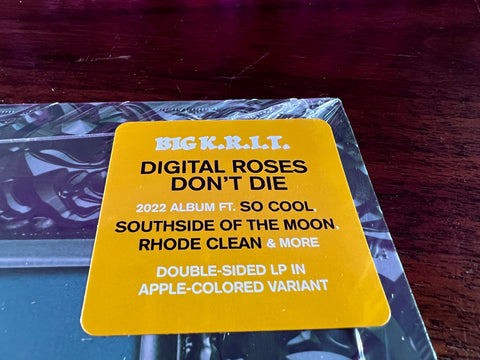 BIG K.R.I.T.
DIGITAL ROSES
DON'T DIE
2022 ALBUM FT. SO COOL,
SOUTHSIDE OF THE MOON,
RHODE CLEAN & MORE
DOUBLE-SIDED LP IN
APPLE-COLORED VARIANT